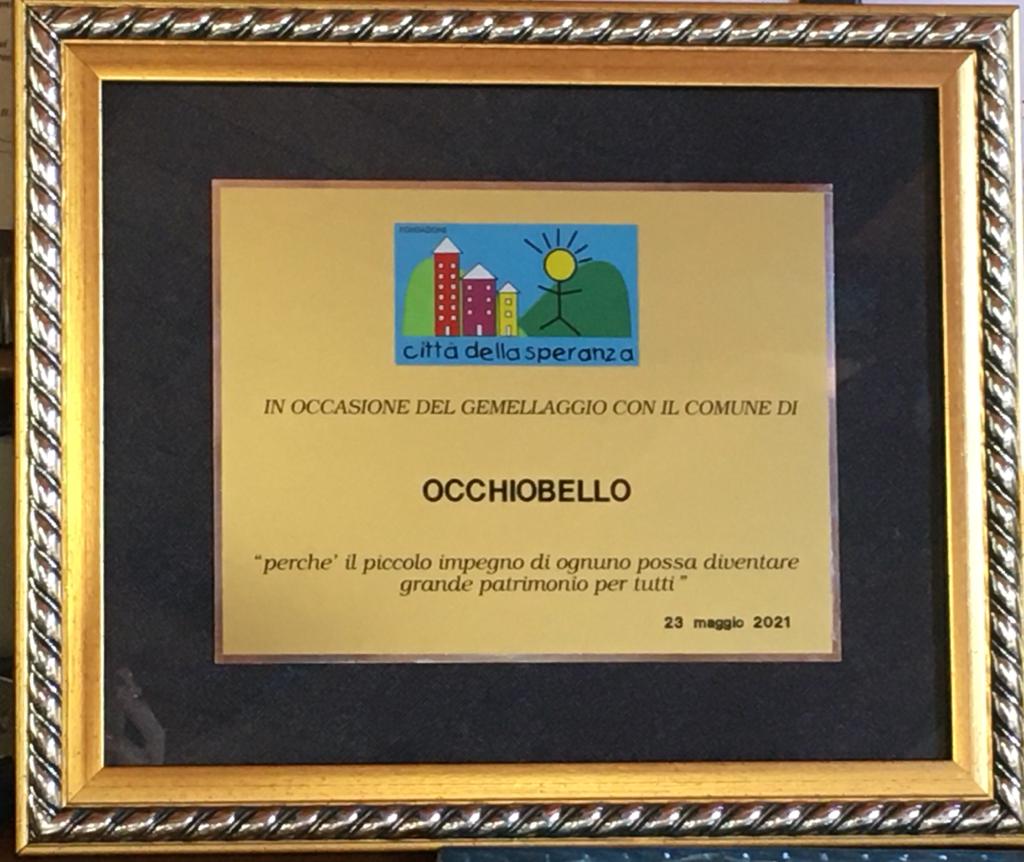 FONDAZIONE
città della speranza
IN OCCASIONE DEL GEMELLAGGIO CON IL COMUNE DI
OCCHIOBELLO
“perche' il piccolo impegno di ognuno possa diventare
grande patrimonio per tutti”
23 maggio 2021